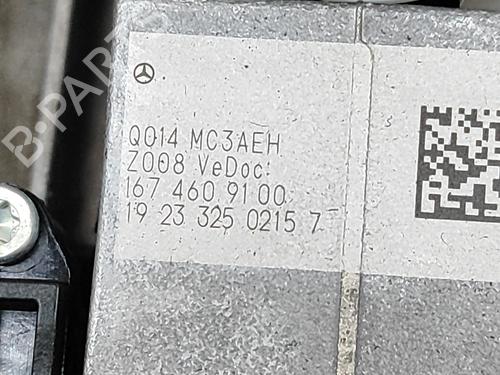 B-PARTS
Q014 MC3AEH
Z008 VeDoc:
167 460 91 00
19 23 325 0215 7